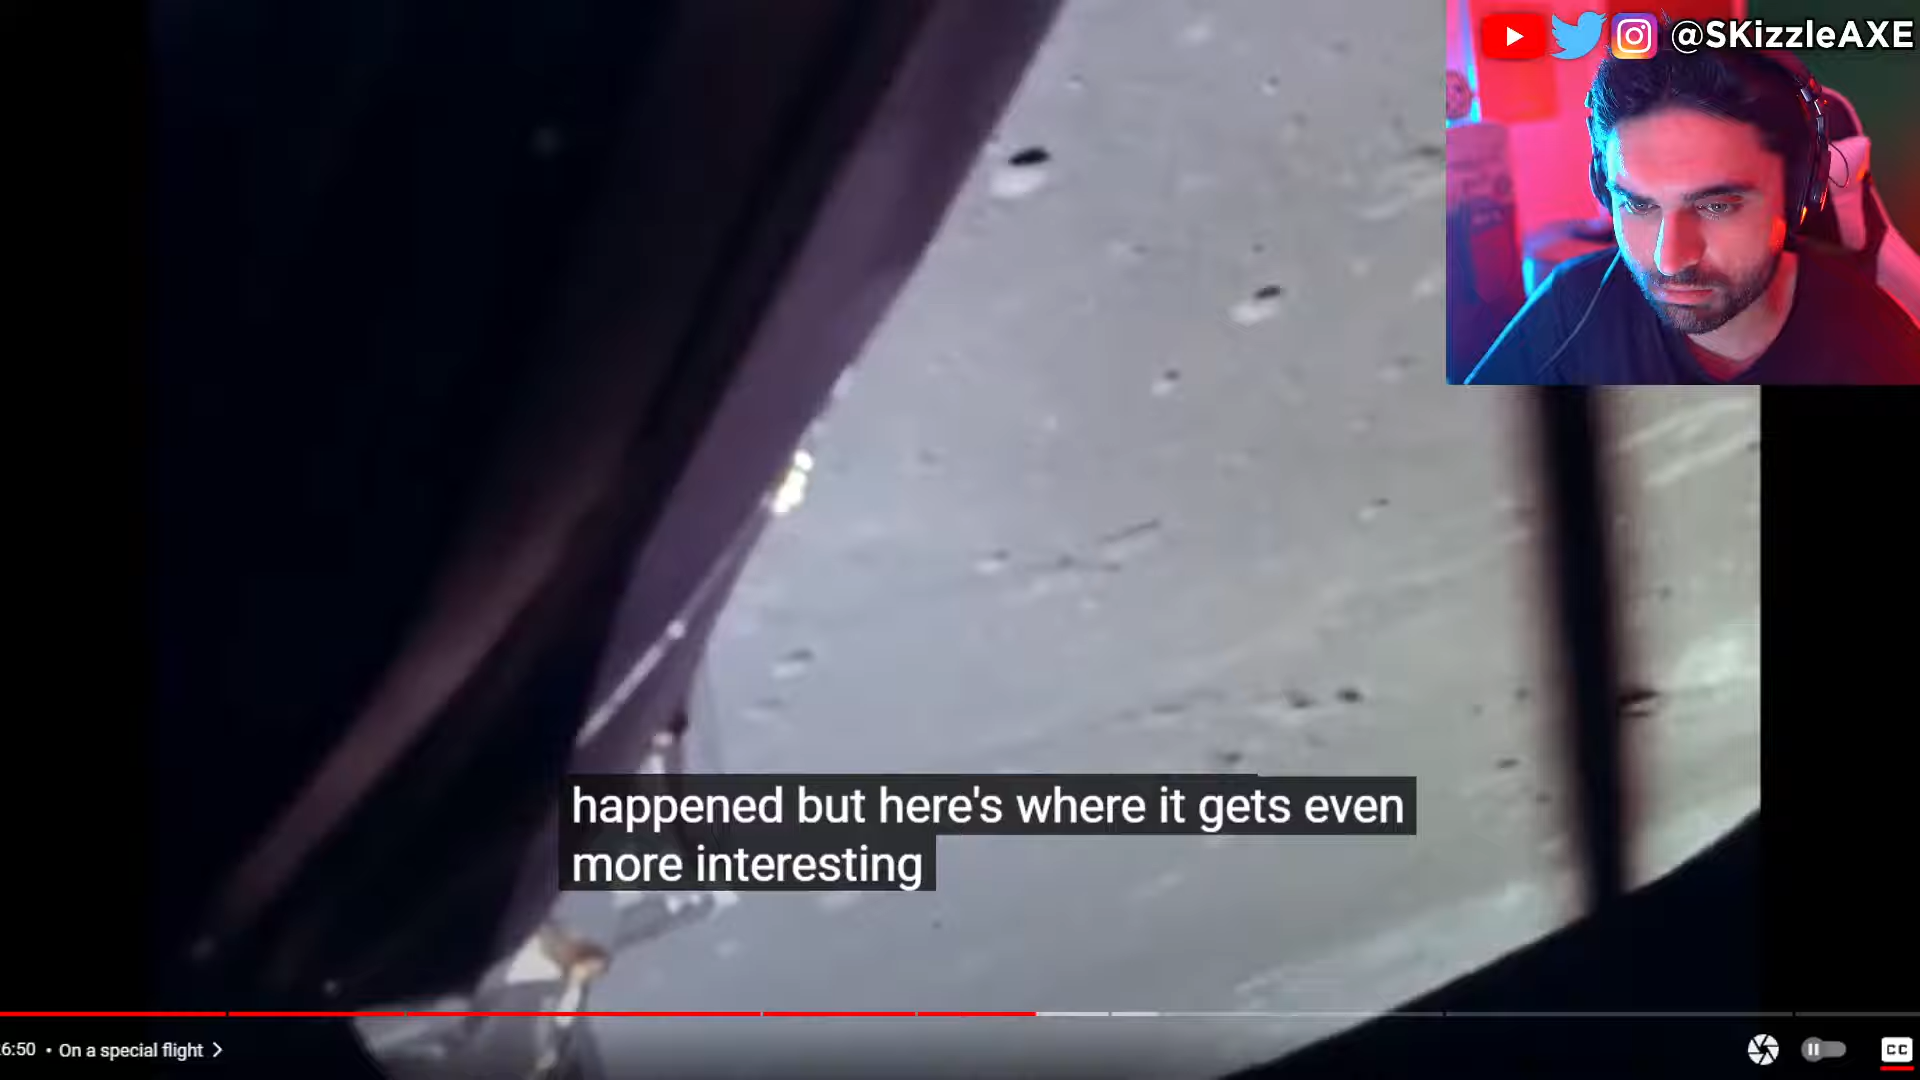 @SKizzleAXE
happened but here's where it gets even
more interesting
6:50 • On a special flight
CC